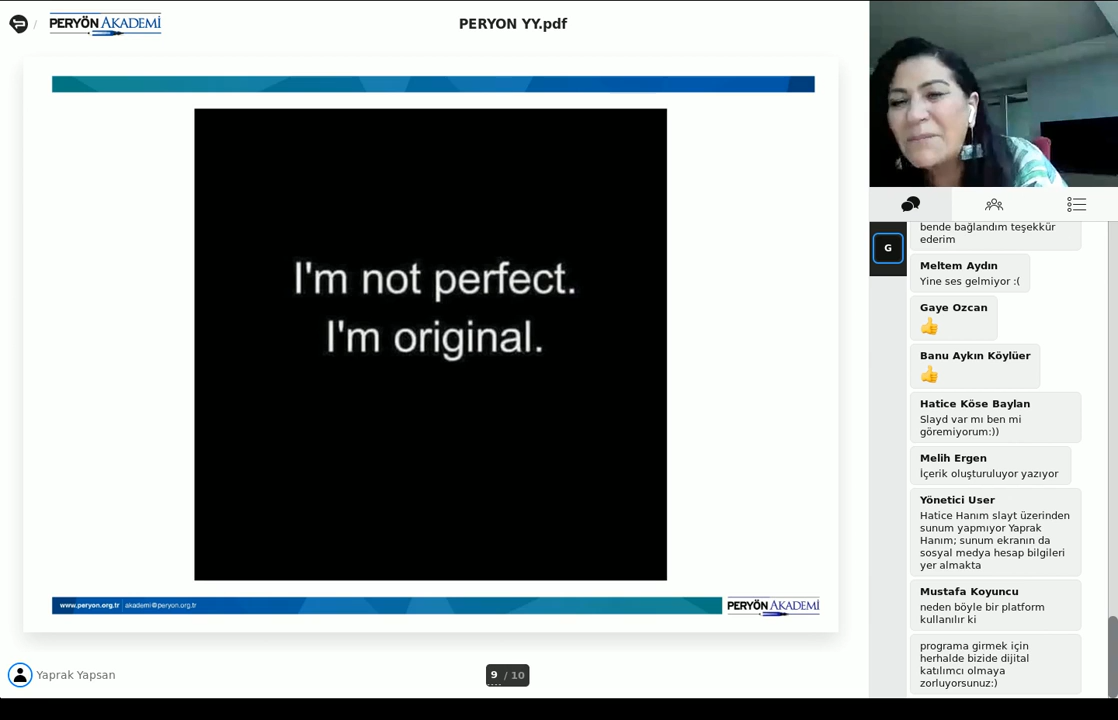 / PERYÖN AKADEMİ
PERYON YY.pdf
I'm not perfect.
I'm original.
www.peryon.org.tr | akademi@peryon.org.tr
PERYÖN AKADEMİ
Yaprak Yapsan
9 / 10
G
bende bağlandım teşekkür
ederim
Meltem Aydın
Yine ses gelmiyor :(
Gaye Ozcan
👍
Banu Aykın Köylüer
👍
Hatice Köse Baylan
Slayd var mı ben mi
göremiyorum:))
Melih Ergen
İçerik oluşturuluyor yazıyor
Yönetici User
Hatice Hanım slayt üzerinden
sunum yapmıyor Yaprak
Hanım; sunum ekranın da
sosyal medya hesap bilgileri
yer almakta
Mustafa Koyuncu
neden böyle bir platform
kullanılır ki
programa girmek için
herhalde bizide dijital
katılımcı olmaya
zorluyorsunuz:)